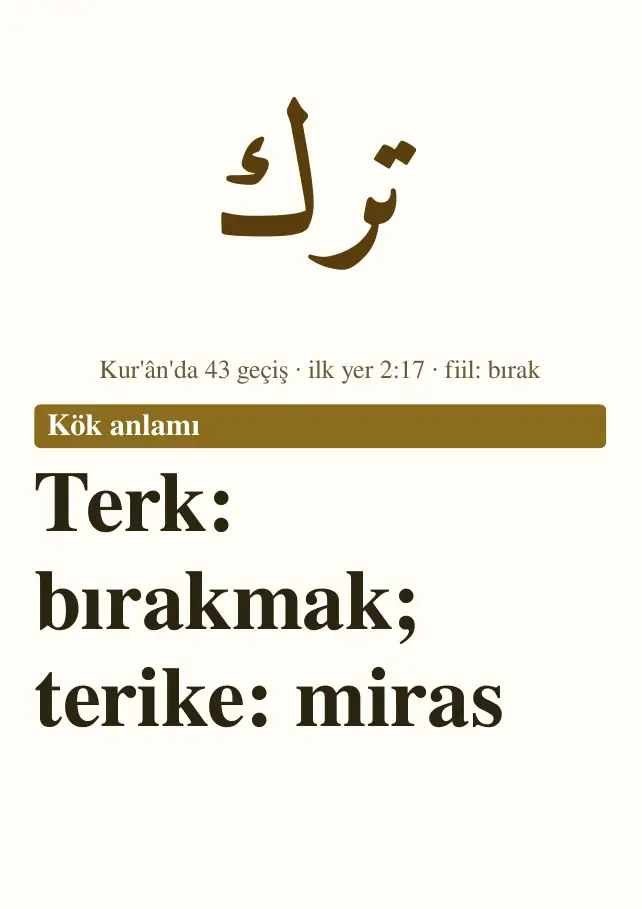 ترك
Kur'ân'da 43 geçiş · ilk yer 2:17 · fiil: bırak
Kök anlamı
Terk:
bırakmak;
terike: miras